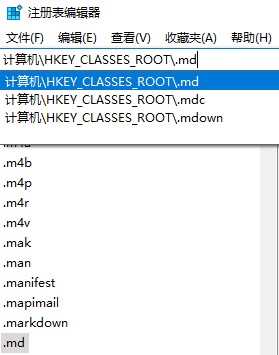 注册表编辑器
文件(F) 编辑(E) 查看(V) 收藏夹(A) 帮助(H)
计算机\HKEY_CLASSES_ROOT\.md
计算机\HKEY_CLASSES_ROOT\.md
计算机\HKEY_CLASSES_ROOT\.mdc
计算机\HKEY_CLASSES_ROOT\.mdown
.m4b
.m4p
.m4r
.m4v
.mak
.man
.manifest
.mapimail
.markdown
.md